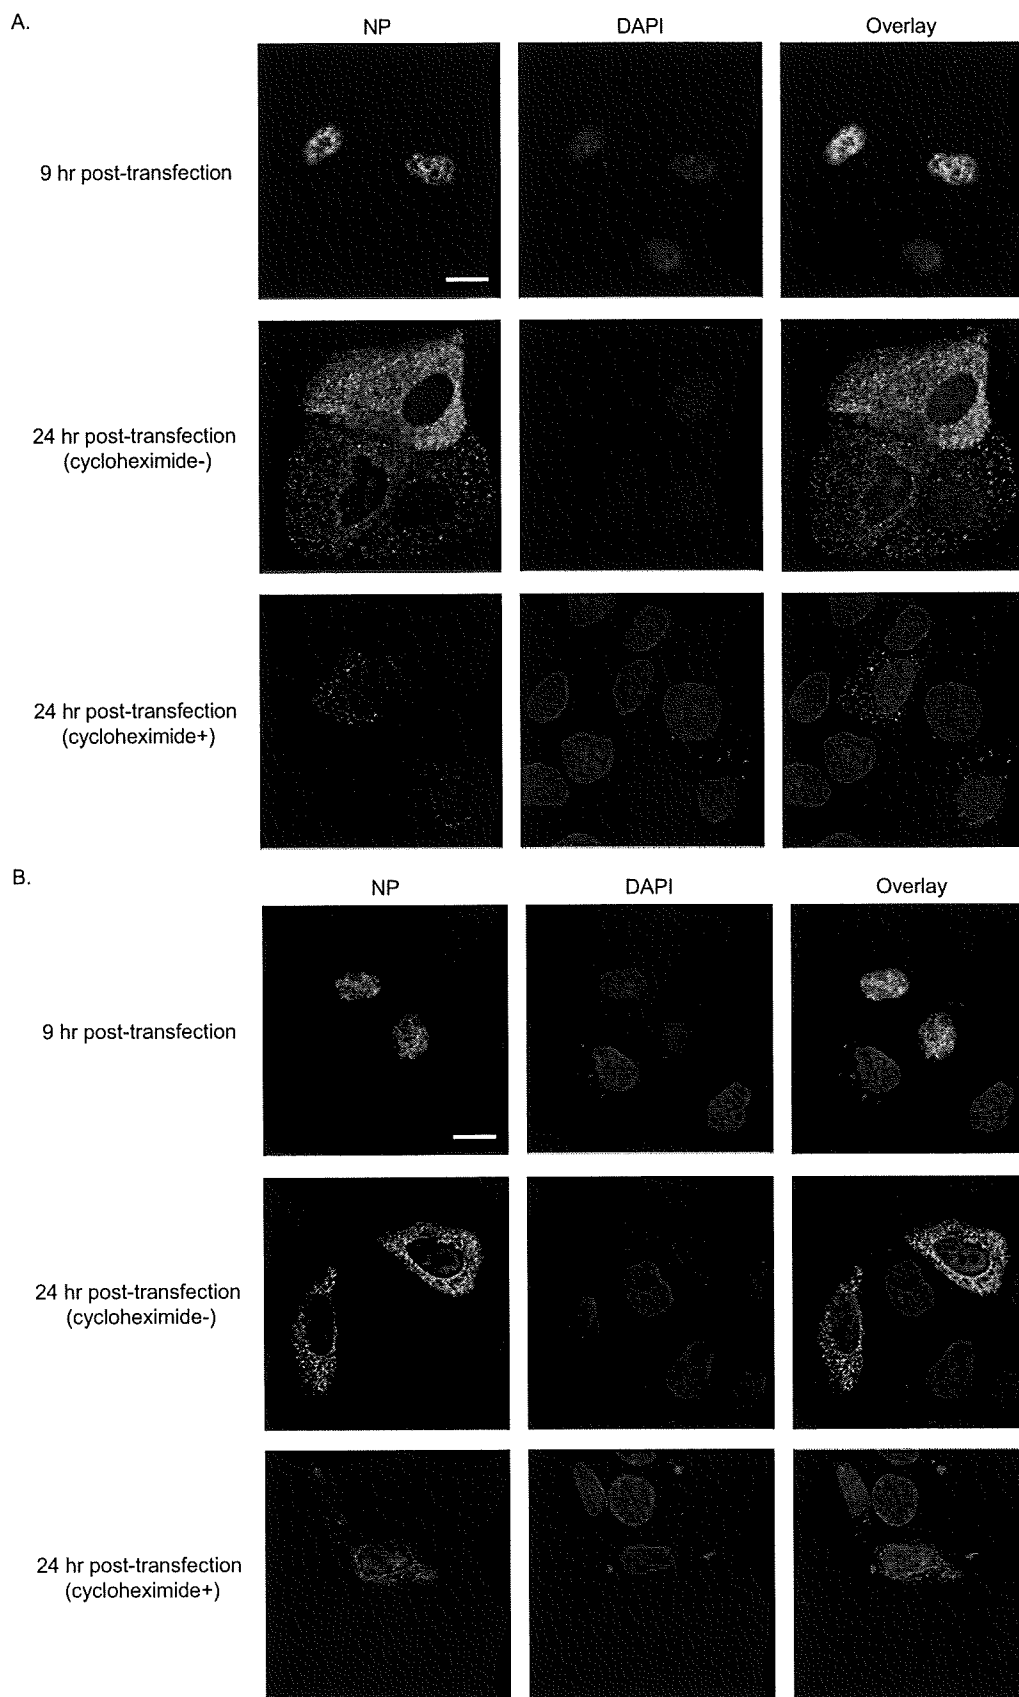 A.
NP DAPI Overlay
9 hr post-transfection
24 hr post-transfection
(cycloheximide-)
24 hr post-transfection
(cycloheximide+)
B.
NP DAPI Overlay
9 hr post-transfection
24 hr post-transfection
(cycloheximide-)
24 hr post-transfection
(cycloheximide+)